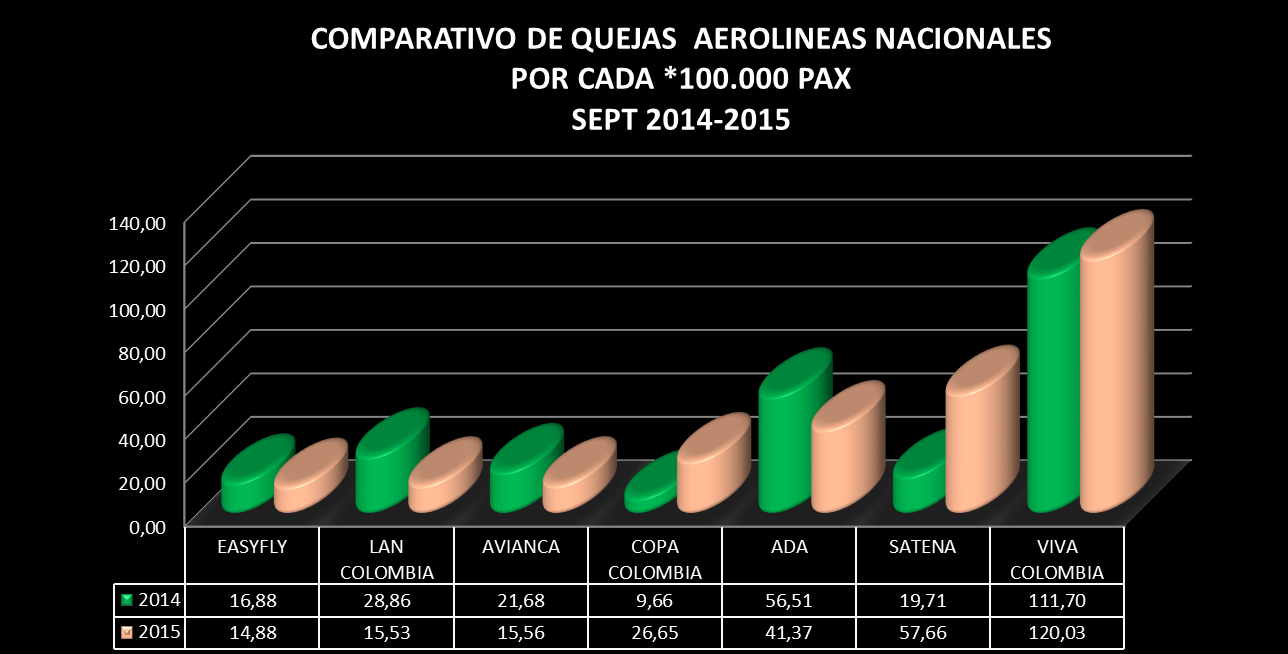 COMPARATIVO DE QUEJAS AEROLINEAS NACIONALES
POR CADA *100.000 PAX
SEPT 2014-2015
140,00
120,00
100,00
80,00
60,00
40,00
20,00
0,00
EASYFLY
LAN
COLOMBIA
AVIANCA
COPA
COLOMBIA
ADA
SATENA
VIVA
COLOMBIA
2014 16,88 28,86 21,68 9,66 56,51 19,71 111,70
2015 14,88 15,53 15,56 26,65 41,37 57,66 120,03